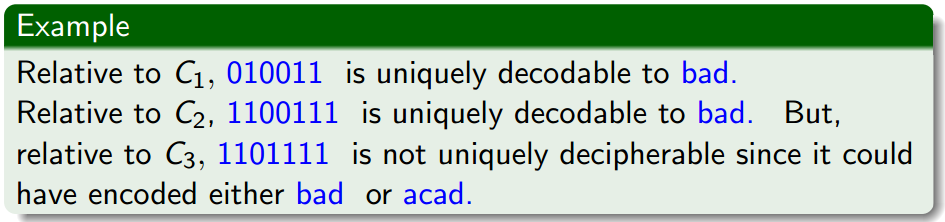 Example
Relative to C₁, 010011 is uniquely decodable to bad.
Relative to C₂, 1100111 is uniquely decodable to bad. But,
relative to C₃, 1101111 is not uniquely decipherable since it could
have encoded either bad or acad.